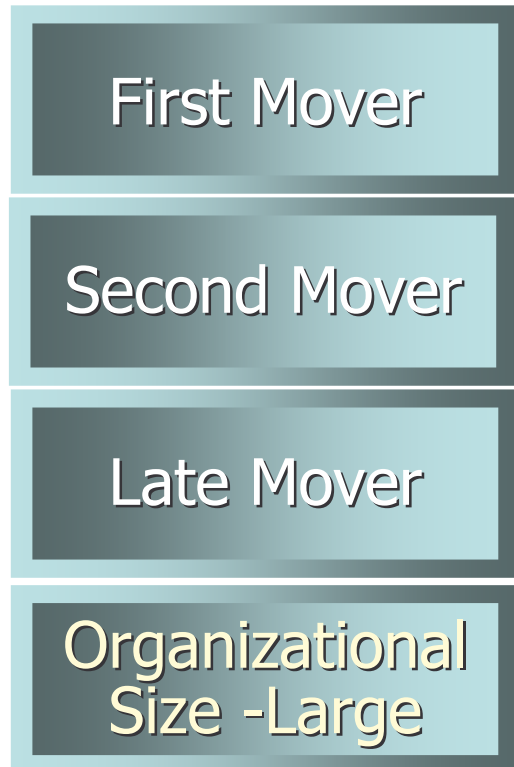 First Mover
Second Mover
Late Mover
Organizational
Size -Large